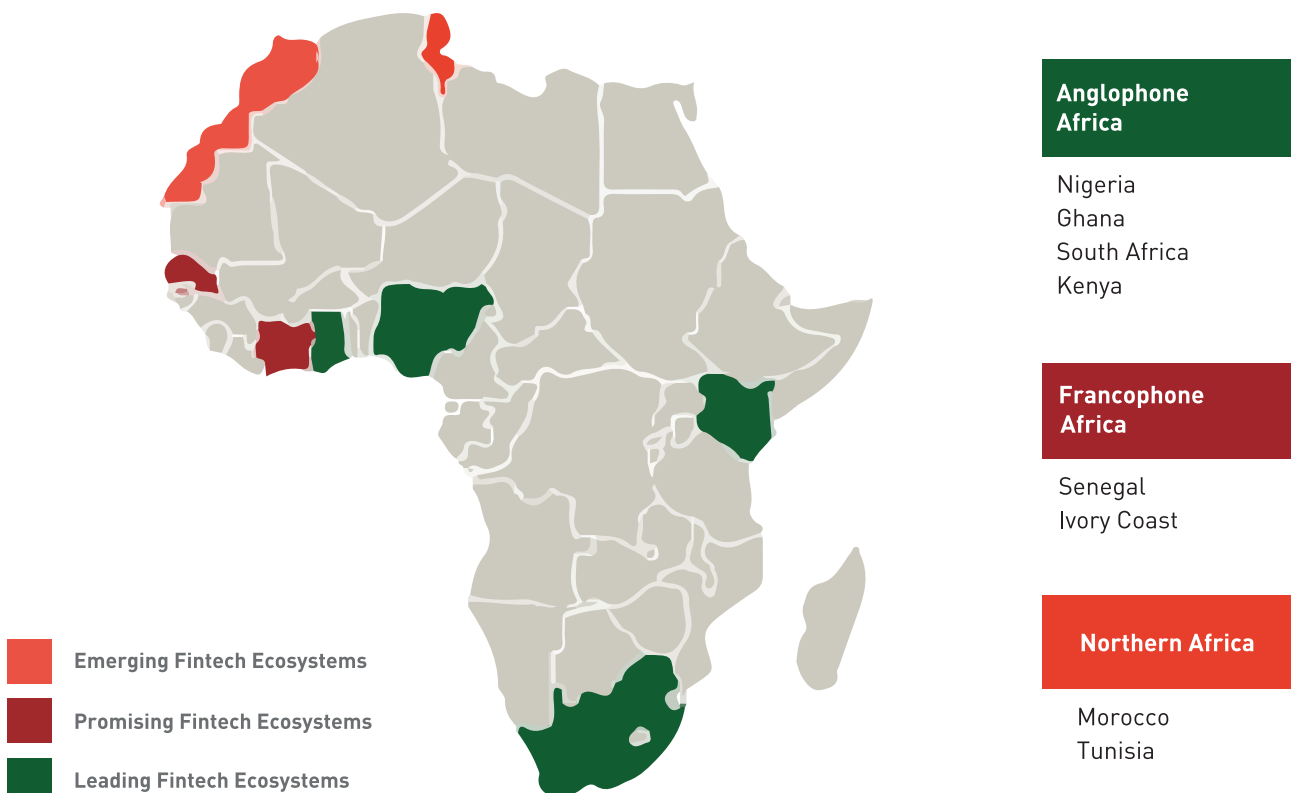 Anglophone
Africa
Nigeria
Ghana
South Africa
Kenya
Francophone
Africa
Senegal
Ivory Coast
Northern Africa
Morocco
Tunisia
Emerging Fintech Ecosystems
Promising Fintech Ecosystems
Leading Fintech Ecosystems